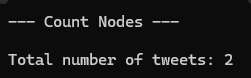 --- Count Nodes ---
Total number of tweets: 2